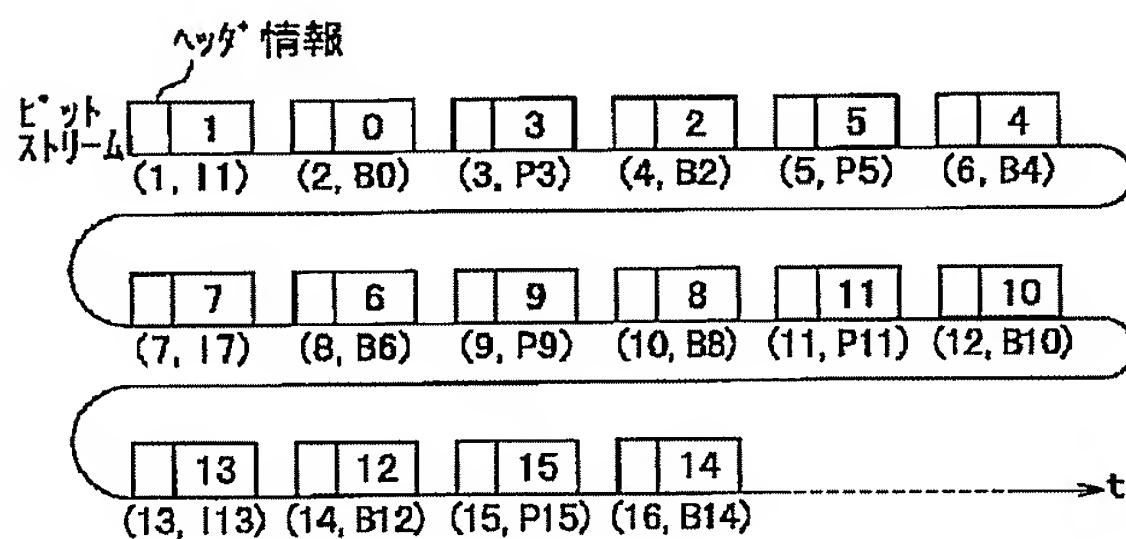 ヘッダ情報
ビット
ストリーム
1 0 3 2 5 4
(1, I1) (2, B0) (3, P3) (4, B2) (5, P5) (6, B4)
7 6 9 8 11 10
(7, I7) (8, B6) (9, P9) (10, B8) (11, P11) (12, B10)
13 12 15 14
t
(13, I13) (14, B12) (15, P15) (16, B14)